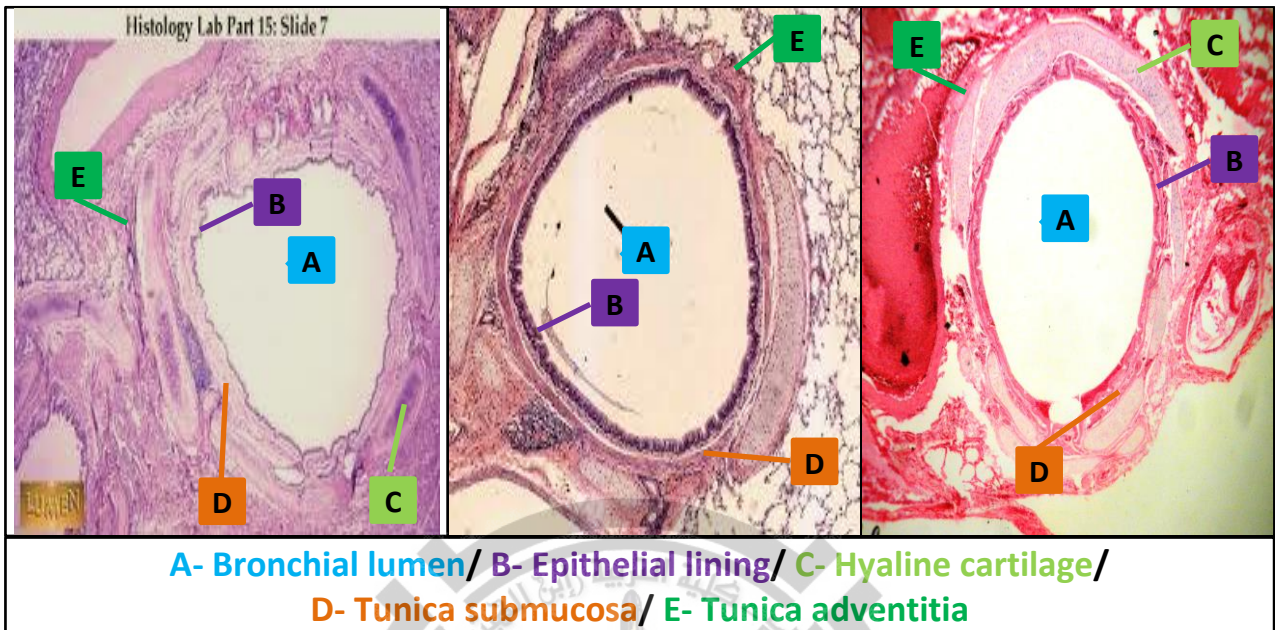 Histology Lab Part 15: Slide 7
E
B
A
D
C
LUMEN
E
A
B
D
E
C
B
A
D
A- Bronchial lumen/ B- Epithelial lining/ C- Hyaline cartilage/
D- Tunica submucosa/ E- Tunica adventitia